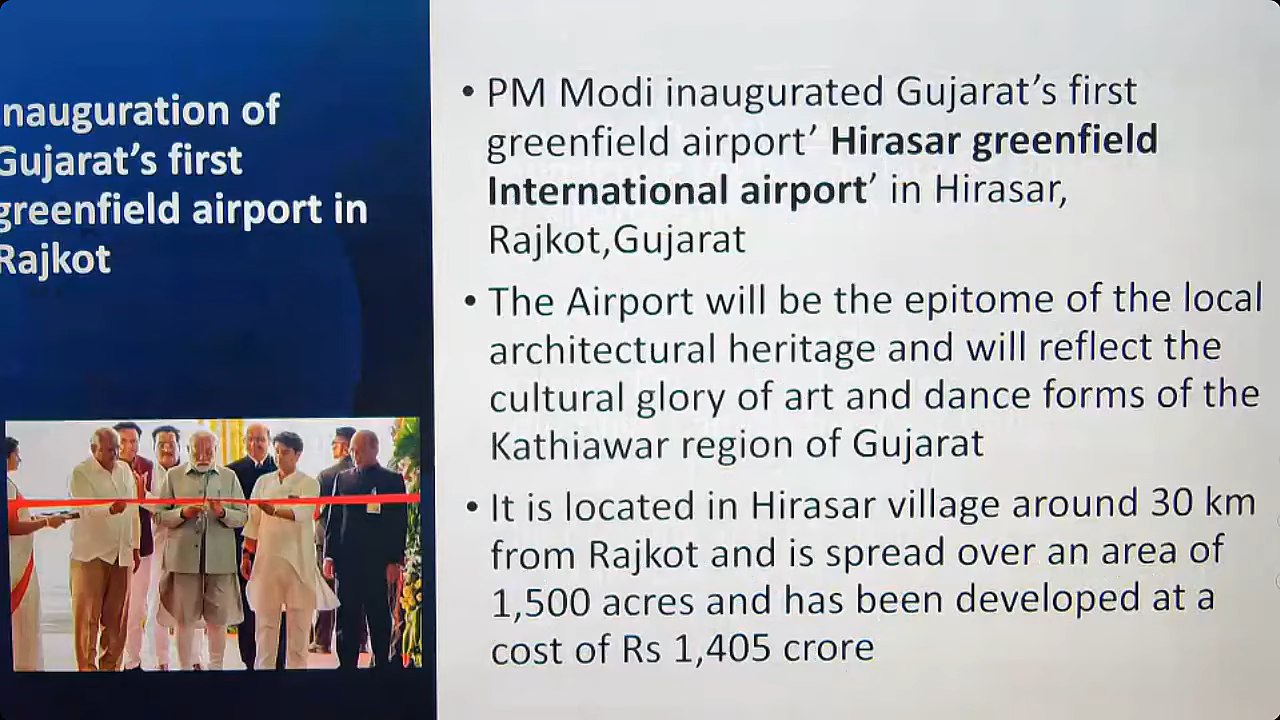 nauguration of
Gujarat's first
greenfield airport in
Rajkot
• PM Modi inaugurated Gujarat's first
greenfield airport' Hirasar greenfield
International airport' in Hirasar,
Rajkot,Gujarat
• The Airport will be the epitome of the local
architectural heritage and will reflect the
cultural glory of art and dance forms of the
Kathiawar region of Gujarat
• It is located in Hirasar village around 30 km
from Rajkot and is spread over an area of
1,500 acres and has been developed at a
cost of Rs 1,405 crore